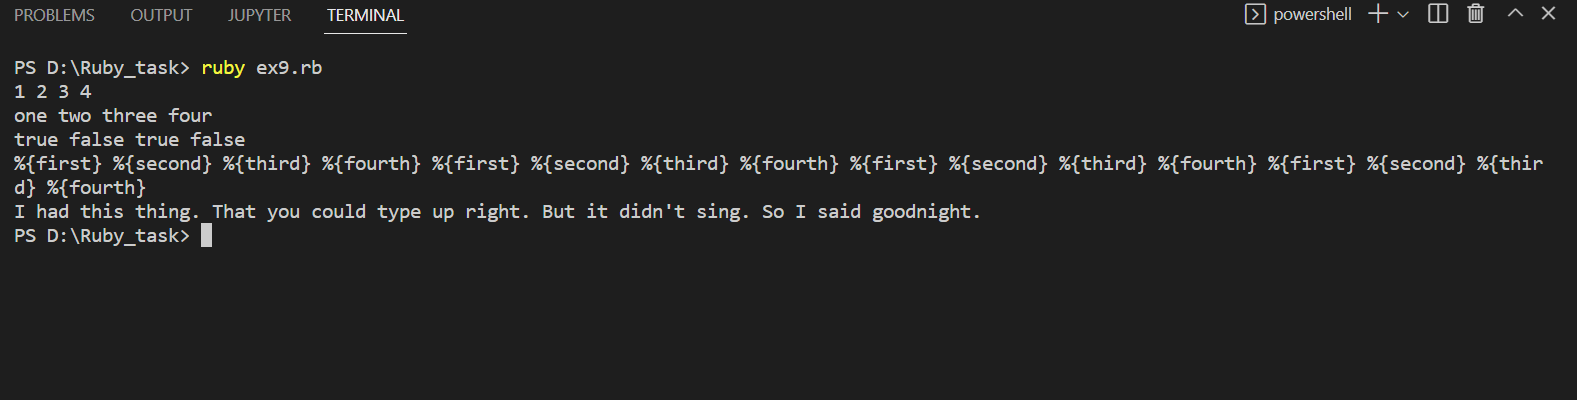 PROBLEMS OUTPUT JUPYTER TERMINAL powershell
PS D:\Ruby_task> ruby ex9.rb
1 2 3 4
one two three four
true false true false
%{first} %{second} %{third} %{fourth} %{first} %{second} %{third} %{fourth} %{first} %{second} %{third} %{fourth} %{first} %{second} %{thir
d} %{fourth}
I had this thing. That you could type up right. But it didn't sing. So I said goodnight.
PS D:\Ruby_task>